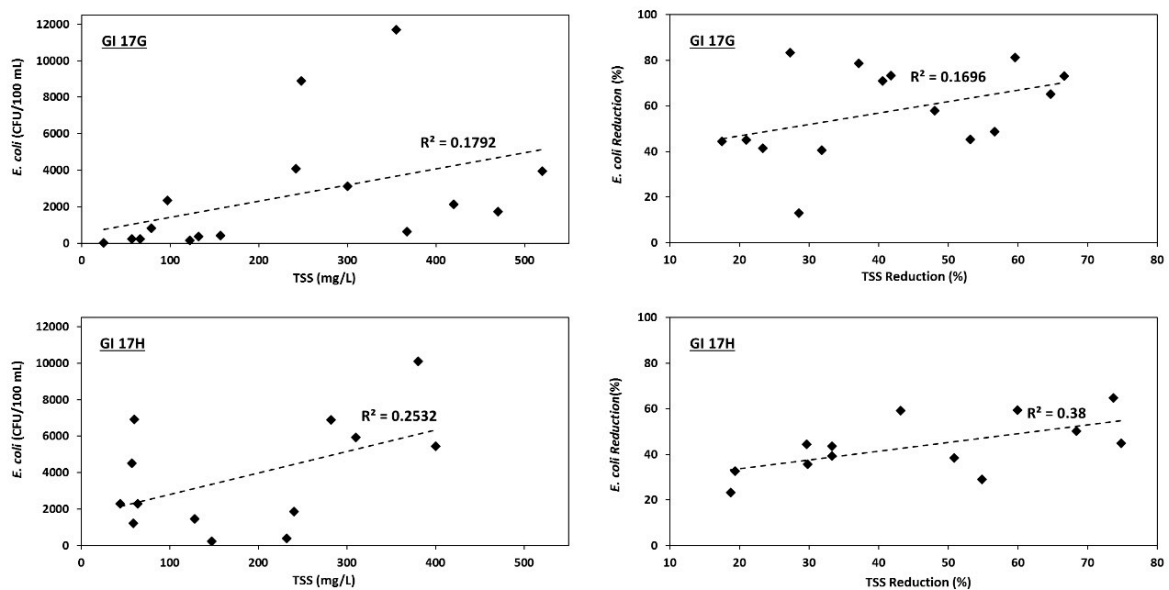 GI 17G
E. coli (CFU/100 mL)
12000
10000
8000
6000
4000
2000
0
R² = 0.1792
0 100 200 300 400 500
TSS (mg/L)
GI 17G
E. coli Reduction (%)
100
80
60
40
20
0
R² = 0.1696
10 20 30 40 50 60 70 80
TSS Reduction (%)
GI 17H
E. coli (CFU/100 mL)
12000
10000
8000
6000
4000
2000
0
R² = 0.2532
0 100 200 300 400 500
TSS (mg/L)
GI 17H
E. coli Reduction(%)
100
80
60
40
20
0
R² = 0.38
10 20 30 40 50 60 70 80
TSS Reduction (%)